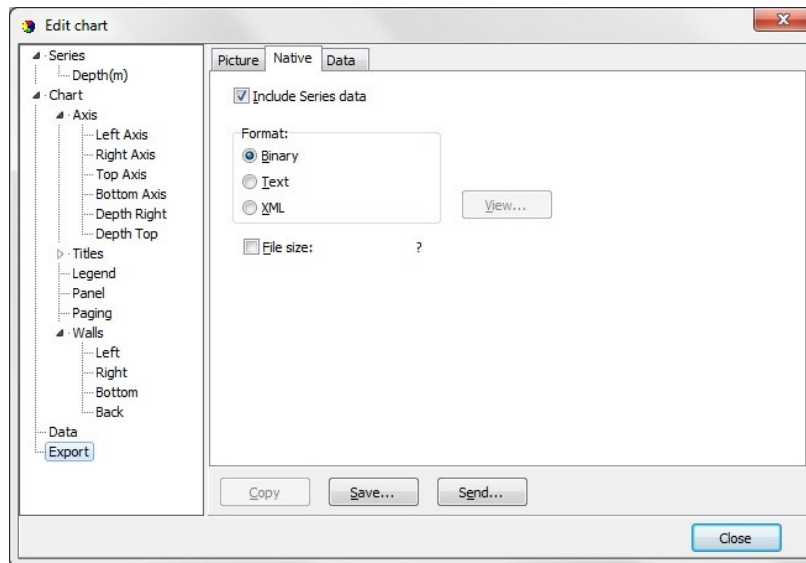 Edit chart
Series
Depth(m)
Chart
Axis
Left Axis
Right Axis
Top Axis
Bottom Axis
Depth Right
Depth Top
Titles
Legend
Panel
Paging
Walls
Left
Right
Bottom
Back
Data
Export
Picture Native Data
Include Series data
Format:
Binary
Text
XML
View...
File size: ?
Copy Save... Send...
Close